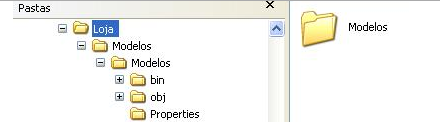 Pastas
Loja
Modelos
Modelos
bin
obj
Properties
Modelos